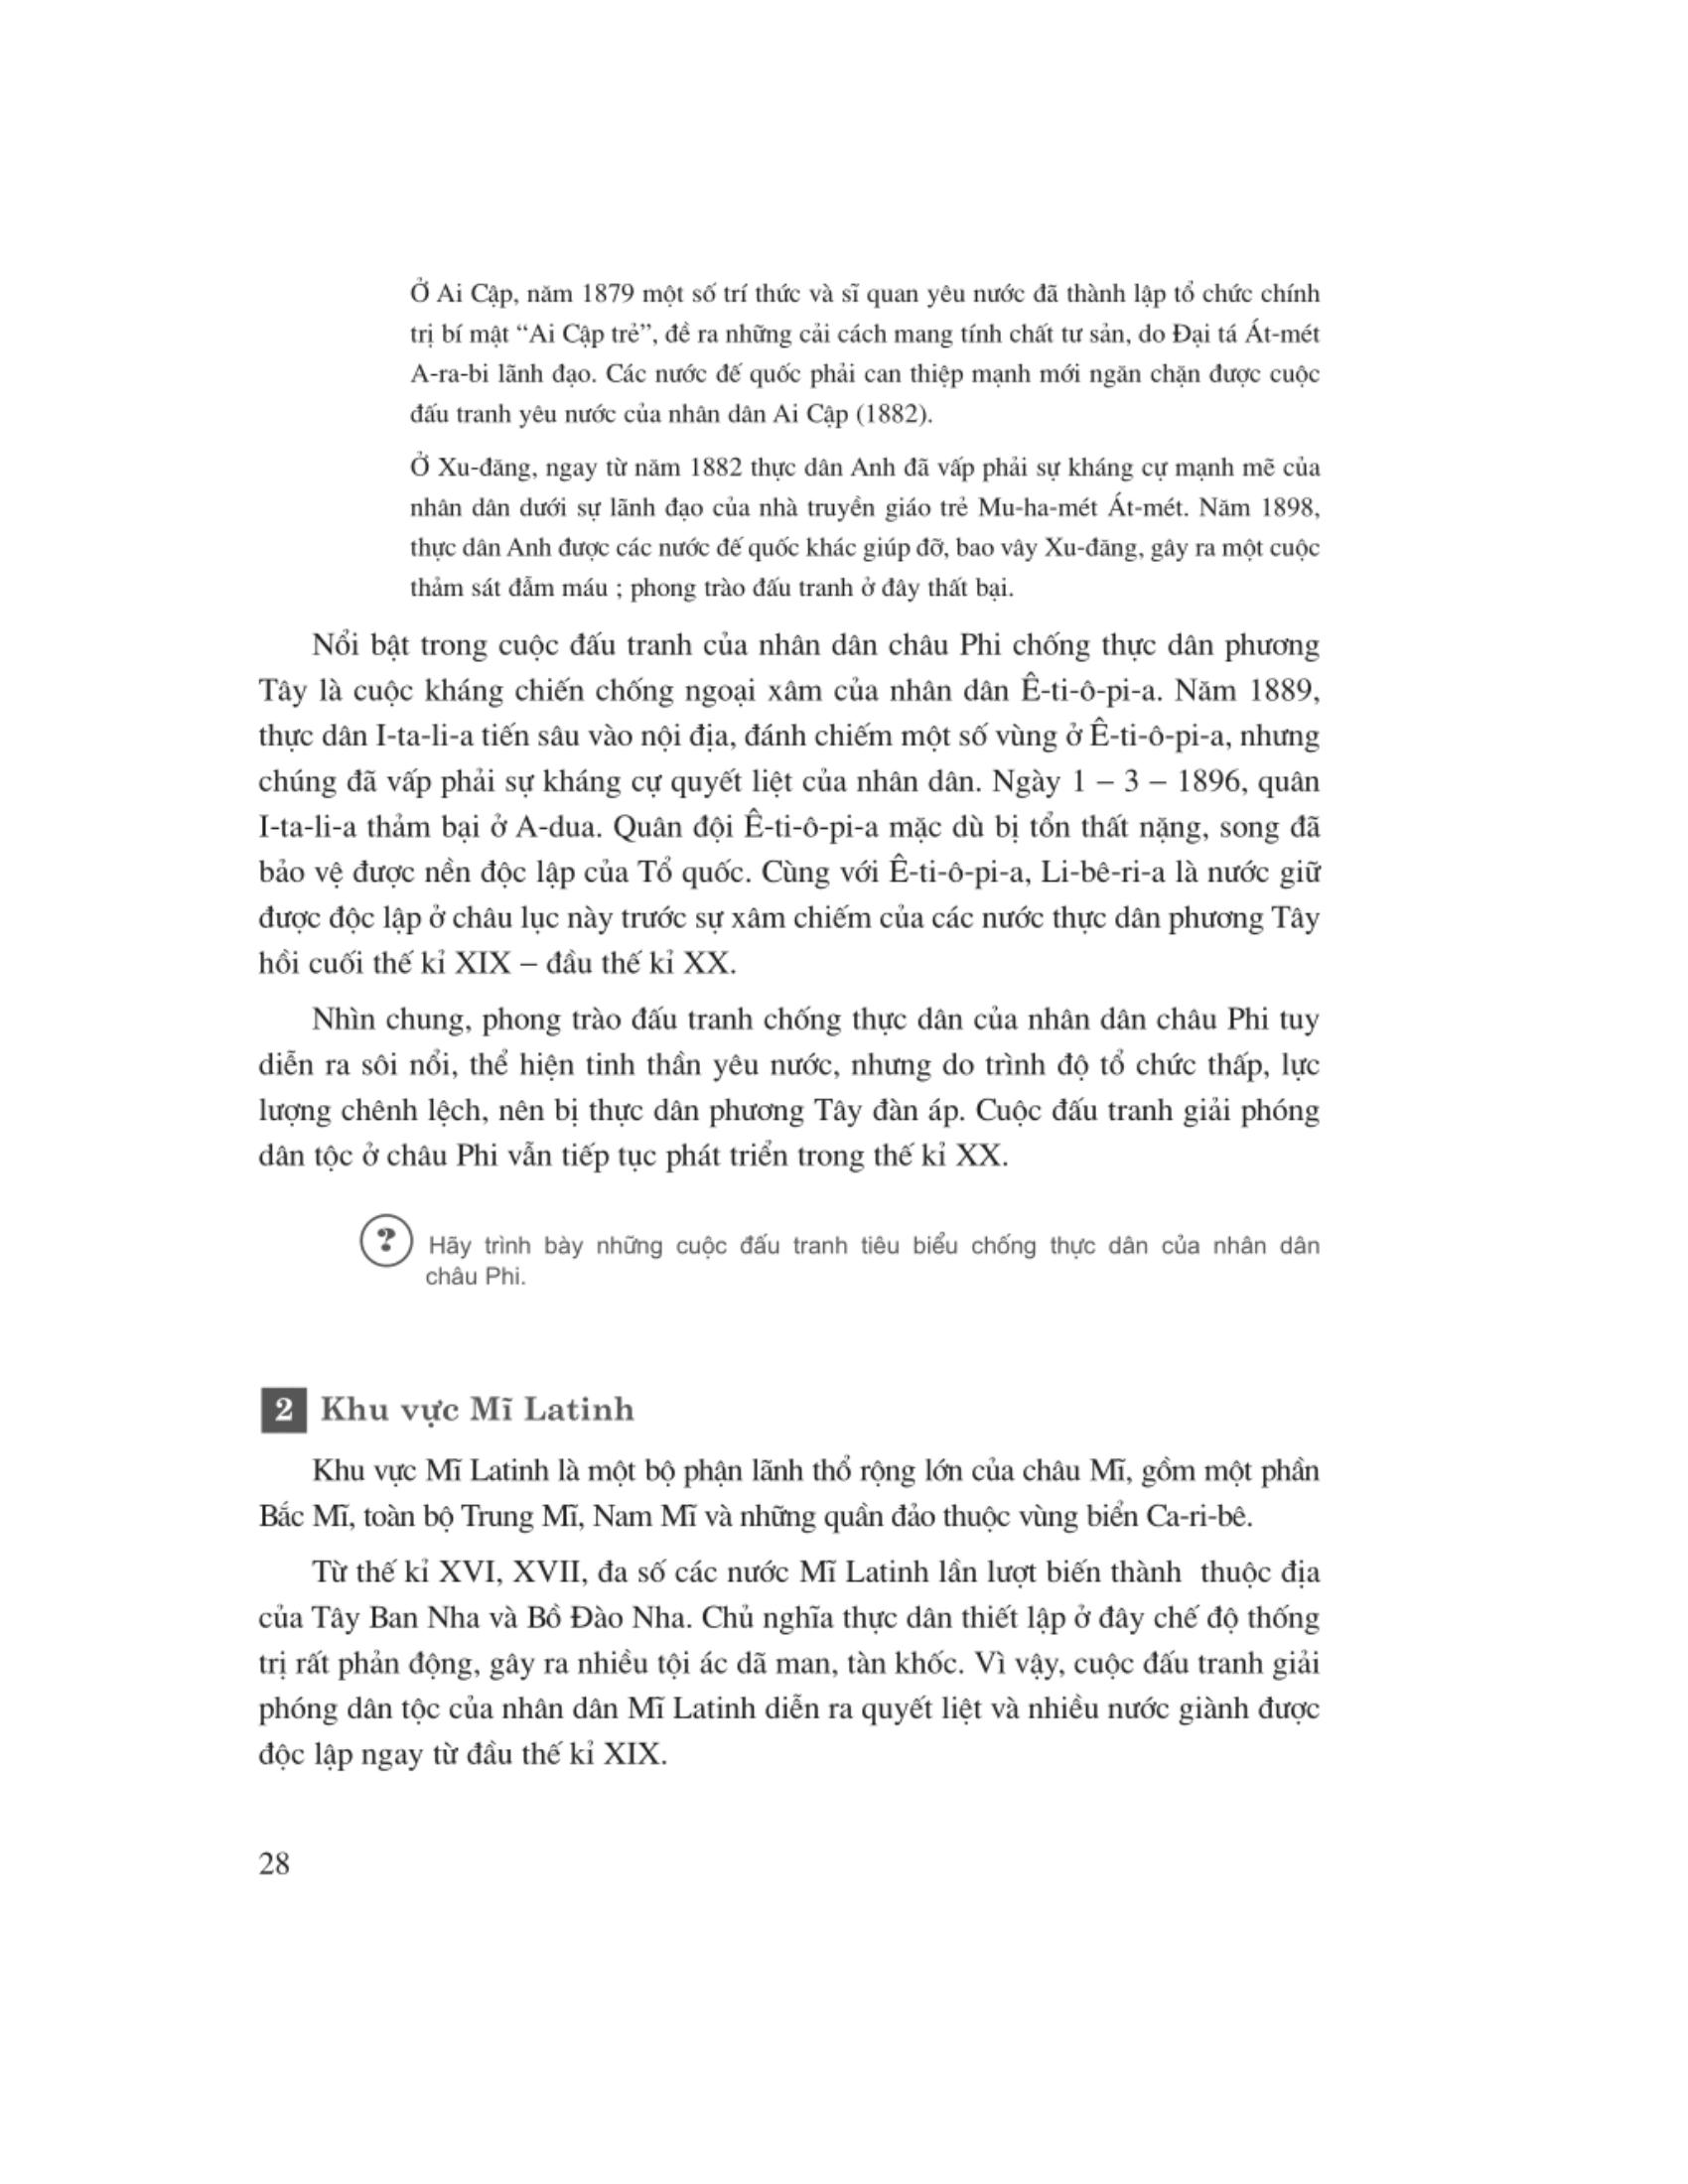 Ở Ai Cập, năm 1879 một số trí thức và sĩ quan yêu nước đã thành lập tổ chức chính
trị bí mật “Ai Cập trẻ”, đề ra những cải cách mang tính chất tư sản, do Đại tá Át-mét
A-ra-bi lãnh đạo. Các nước đế quốc phải can thiệp mạnh mới ngăn chặn được cuộc
đấu tranh yêu nước của nhân dân Ai Cập (1882).
Ở Xu-đăng, ngay từ năm 1882 thực dân Anh đã vấp phải sự kháng cự mạnh mẽ của
nhân dân dưới sự lãnh đạo của nhà truyền giáo trẻ Mu-ha-mét Át-mét. Năm 1898,
thực dân Anh được các nước đế quốc khác giúp đỡ, bao vây Xu-đăng, gây ra một cuộc
thảm sát đẫm máu ; phong trào đấu tranh ở đây thất bại.
Nổi bật trong cuộc đấu tranh của nhân dân châu Phi chống thực dân phương
Tây là cuộc kháng chiến chống ngoại xâm của nhân dân Ê-ti-ô-pi-a. Năm 1889,
thực dân I-ta-li-a tiến sâu vào nội địa, đánh chiếm một số vùng ở Ê-ti-ô-pi-a, nhưng
chúng đã vấp phải sự kháng cự quyết liệt của nhân dân. Ngày 1 – 3 – 1896, quân
I-ta-li-a thảm bại ở A-dua. Quân đội Ê-ti-ô-pi-a mặc dù bị tổn thất nặng, song đã
bảo vệ được nền độc lập của Tổ quốc. Cùng với Ê-ti-ô-pi-a, Li-bê-ri-a là nước giữ
được độc lập ở châu lục này trước sự xâm chiếm của các nước thực dân phương Tây
hồi cuối thế kỉ XIX – đầu thế kỉ XX.
Nhìn chung, phong trào đấu tranh chống thực dân của nhân dân châu Phi tuy
diễn ra sôi nổi, thể hiện tinh thần yêu nước, nhưng do trình độ tổ chức thấp, lực
lượng chênh lệch, nên bị thực dân phương Tây đàn áp. Cuộc đấu tranh giải phóng
dân tộc ở châu Phi vẫn tiếp tục phát triển trong thế kỉ XX.
? Hãy trình bày những cuộc đấu tranh tiêu biểu chống thực dân của nhân dân
châu Phi.
2 Khu vực Mĩ Latinh
Khu vực Mĩ Latinh là một bộ phận lãnh thổ rộng lớn của châu Mĩ, gồm một phần
Bắc Mĩ, toàn bộ Trung Mĩ, Nam Mĩ và những quần đảo thuộc vùng biển Ca-ri-bê.
Từ thế kỉ XVI, XVII, đa số các nước Mĩ Latinh lần lượt biến thành thuộc địa
của Tây Ban Nha và Bồ Đào Nha. Chủ nghĩa thực dân thiết lập ở đây chế độ thống
trị rất phản động, gây ra nhiều tội ác dã man, tàn khốc. Vì vậy, cuộc đấu tranh giải
phóng dân tộc của nhân dân Mĩ Latinh diễn ra quyết liệt và nhiều nước giành được
độc lập ngay từ đầu thế kỉ XIX.
28